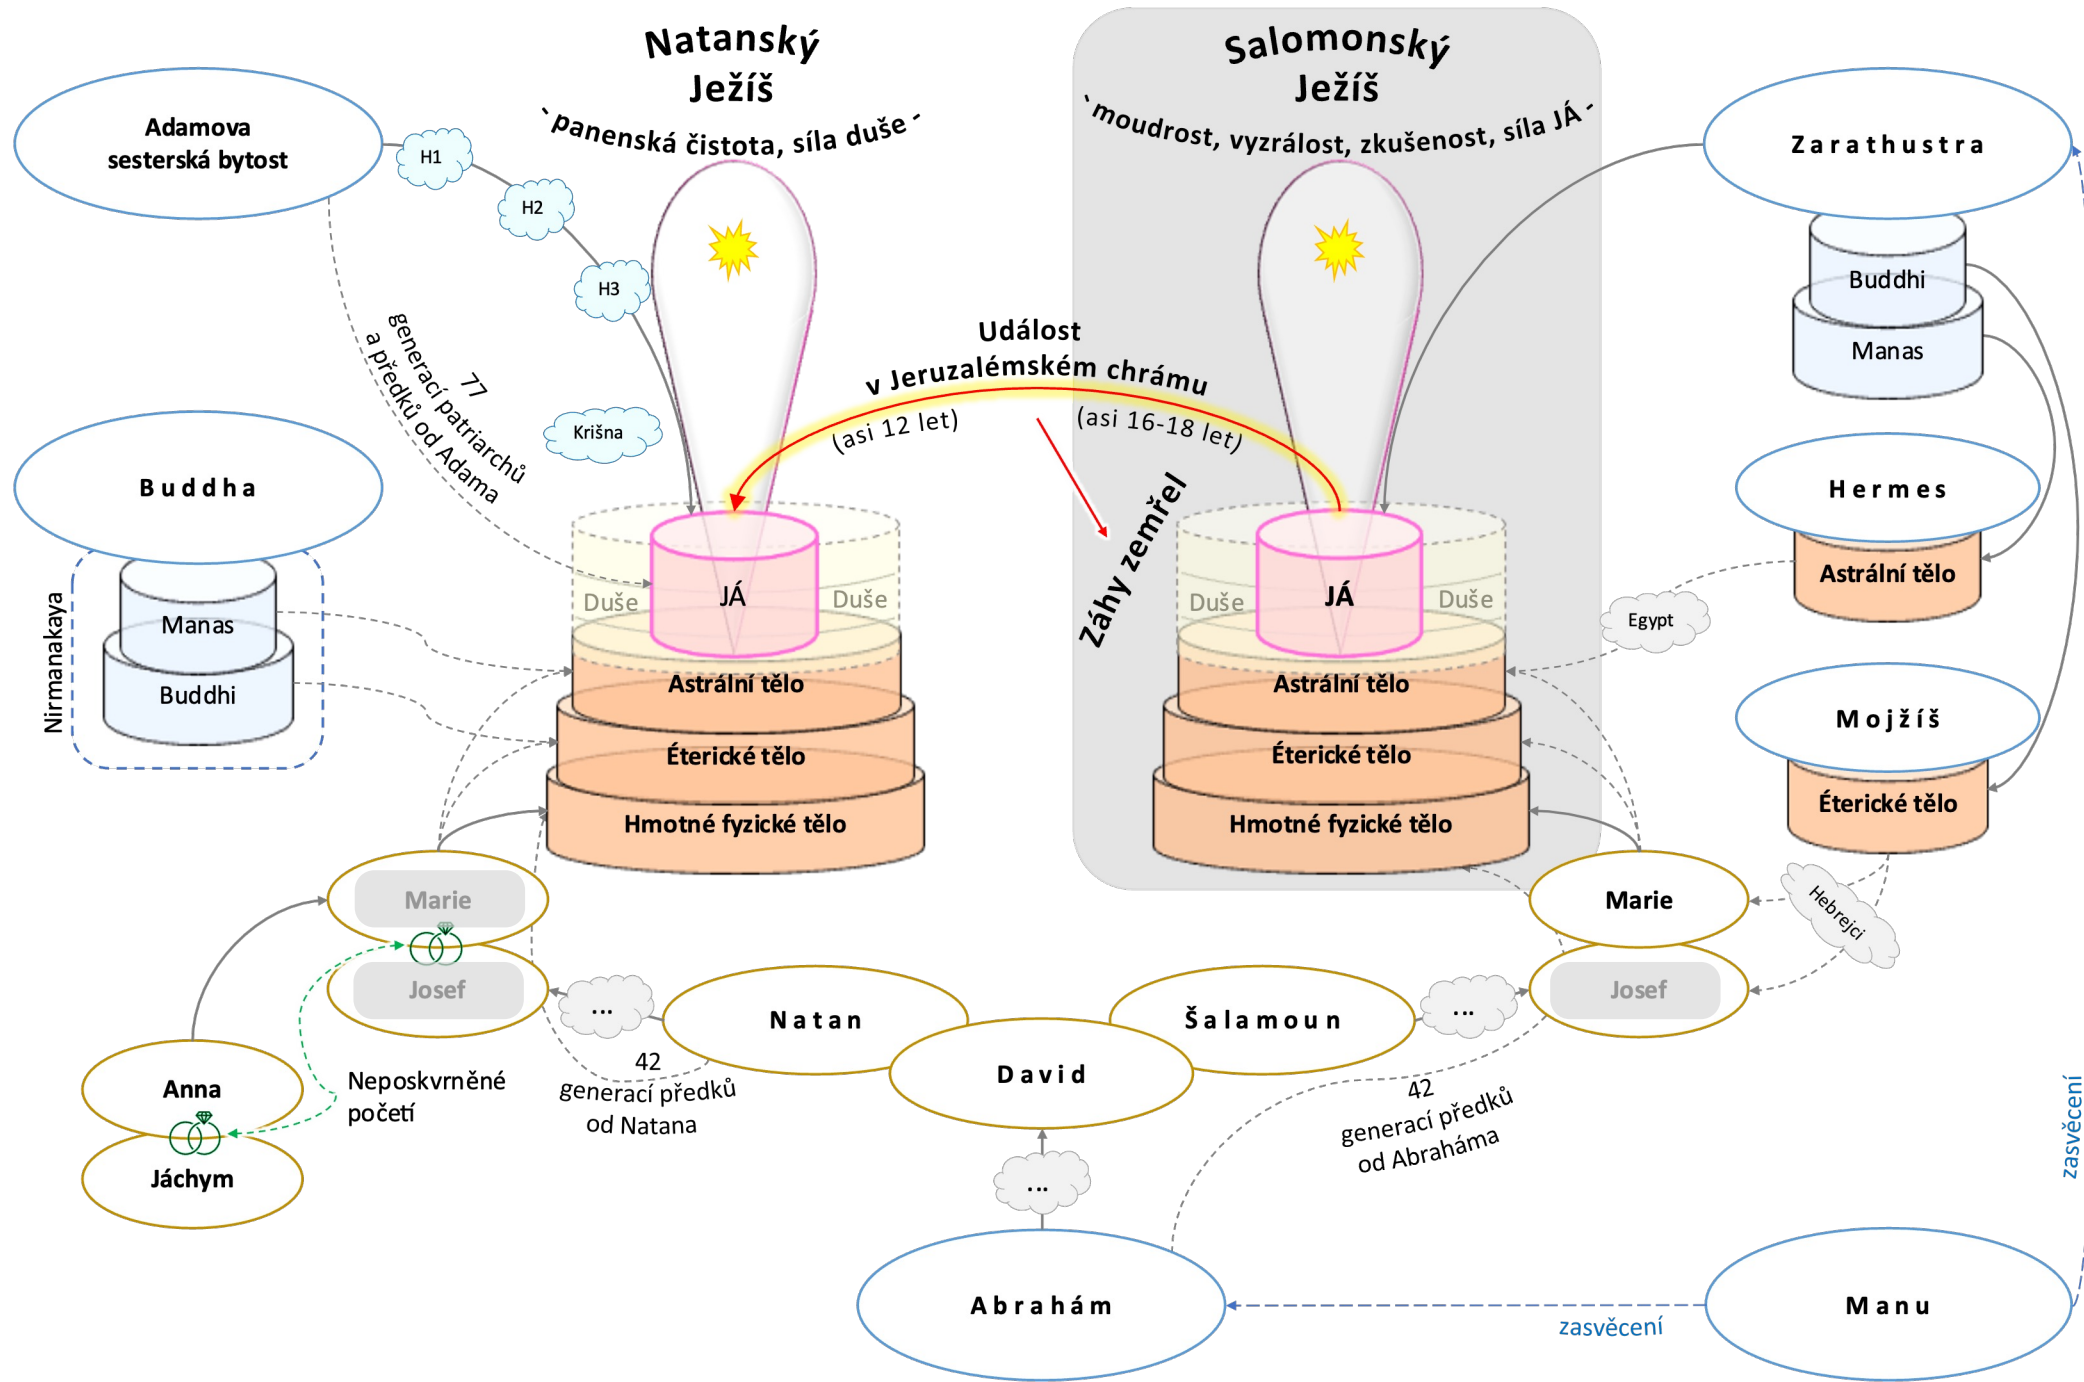 Natanský
Ježíš
- panenská čistota, síla duše -
Salomonský
Ježíš
- moudrost, vyzrálost, zkušenost, síla JÁ -
Adamova
sesterská bytost
H1
H2
H3
Zarathustra
Buddhi
Manas
77
generací patriarchů
a předků od Adama
Krišna
Událost
v Jeruzalémském chrámu
(asi 12 let)
(asi 16-18 let)
Záhy zemřel
Buddha
Manas
Buddhi
Nirmanakaya
Hermes
Astrální tělo
Egypt
Mojžíš
Éterické tělo
Hebrejci
Duše
JÁ
Duše
Astrální tělo
Éterické tělo
Hmotné fyzické tělo
Duše
JÁ
Duše
Astrální tělo
Éterické tělo
Hmotné fyzické tělo
Marie
Josef
Marie
Josef
...
Natan
David
Šalamoun
...
Anna
Jáchym
Neposkvrněné
početí
42
generací předků
od Natana
42
generací předků
od Abraháma
...
Abrahám
zasvěcení
Manu
zasvěcení